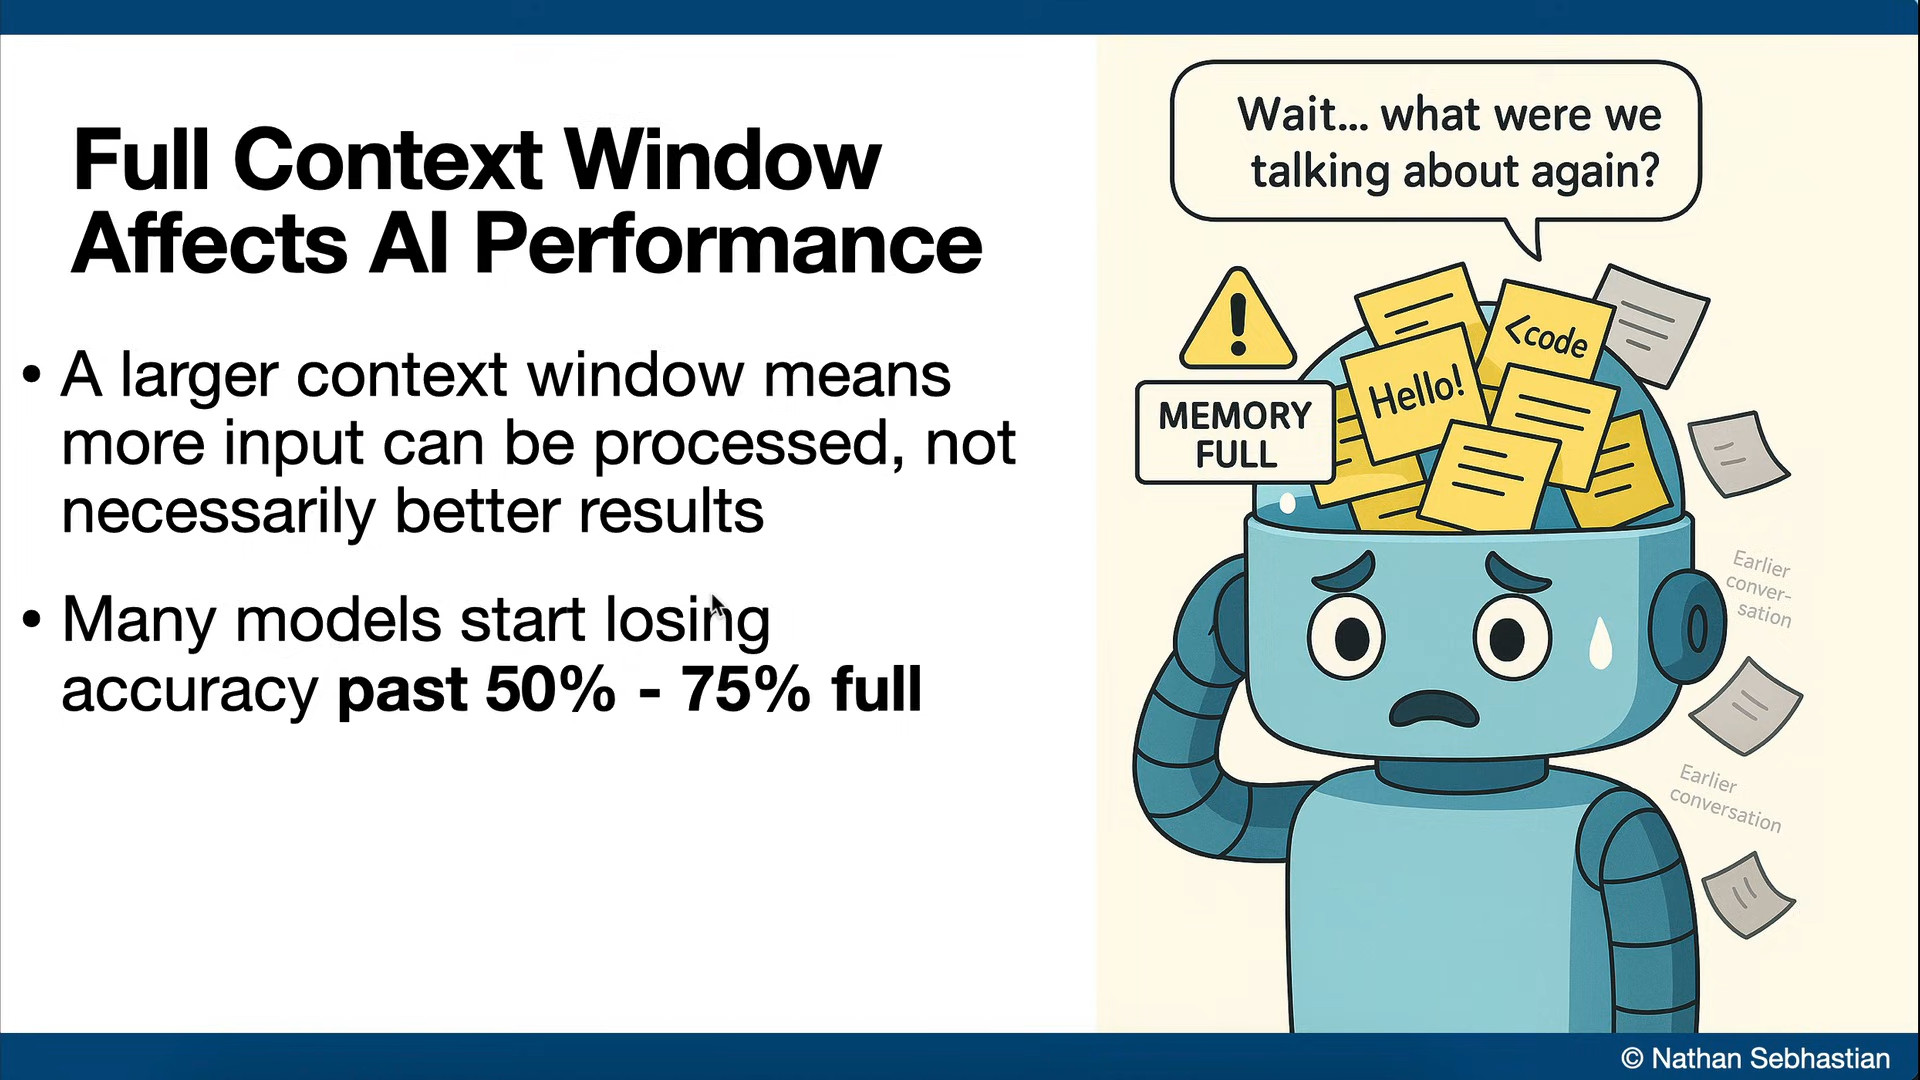 Full Context Window
Affects AI Performance
• A larger context window means
more input can be processed, not
necessarily better results
• Many models start losing
accuracy past 50% - 75% full
Wait... what were we
talking about again?
<code
Hello!
MEMORY
FULL
Earlier
conver-
sation
Earlier
conversation
© Nathan Sebhastian